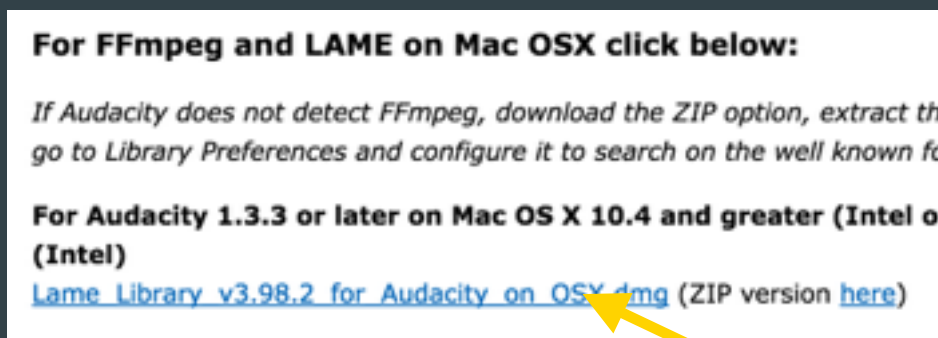 For FFmpeg and LAME on Mac OSX click below:
If Audacity does not detect FFmpeg, download the ZIP option, extract th
go to Library Preferences and configure it to search on the well known fo
For Audacity 1.3.3 or later on Mac OS X 10.4 and greater (Intel o
(Intel)
Lame Library v3.98.2 for Audacity on OSX.dmg (ZIP version here)